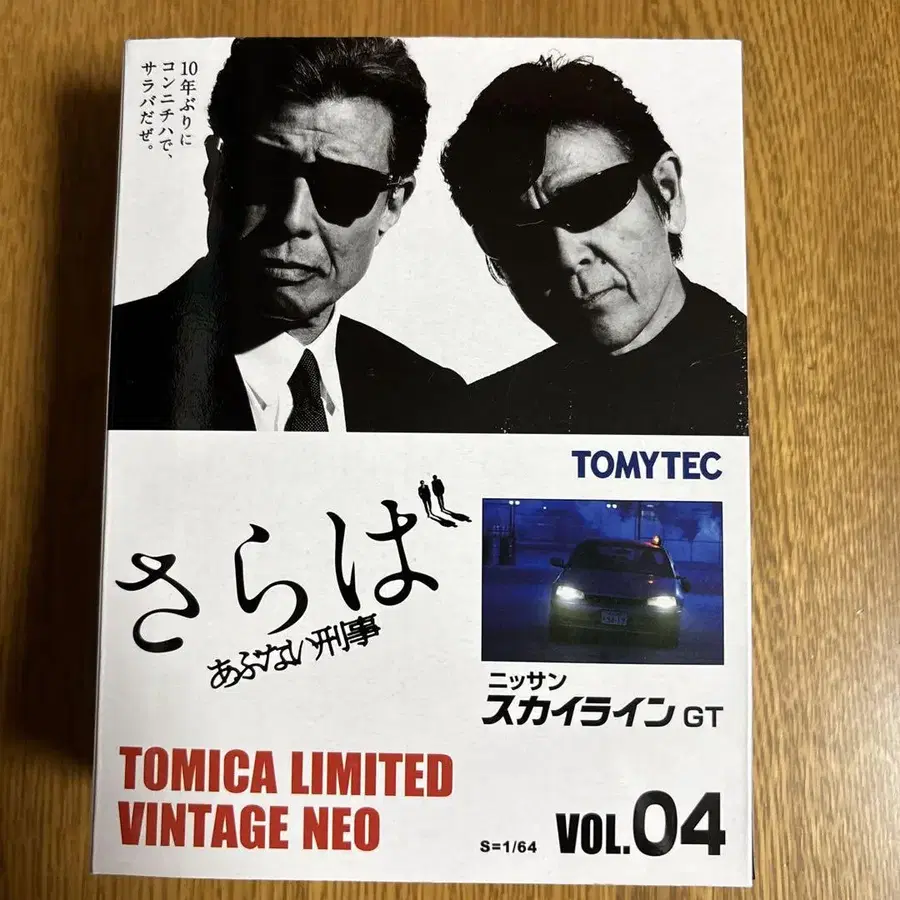 10年ぶりに
コンニチハで、
サラバだぜ。
TOMYTEC
さらば
あぶない刑事
ニッサン
スカイライン GT
TOMICA LIMITED
VINTAGE NEO
S=1/64
VOL.04